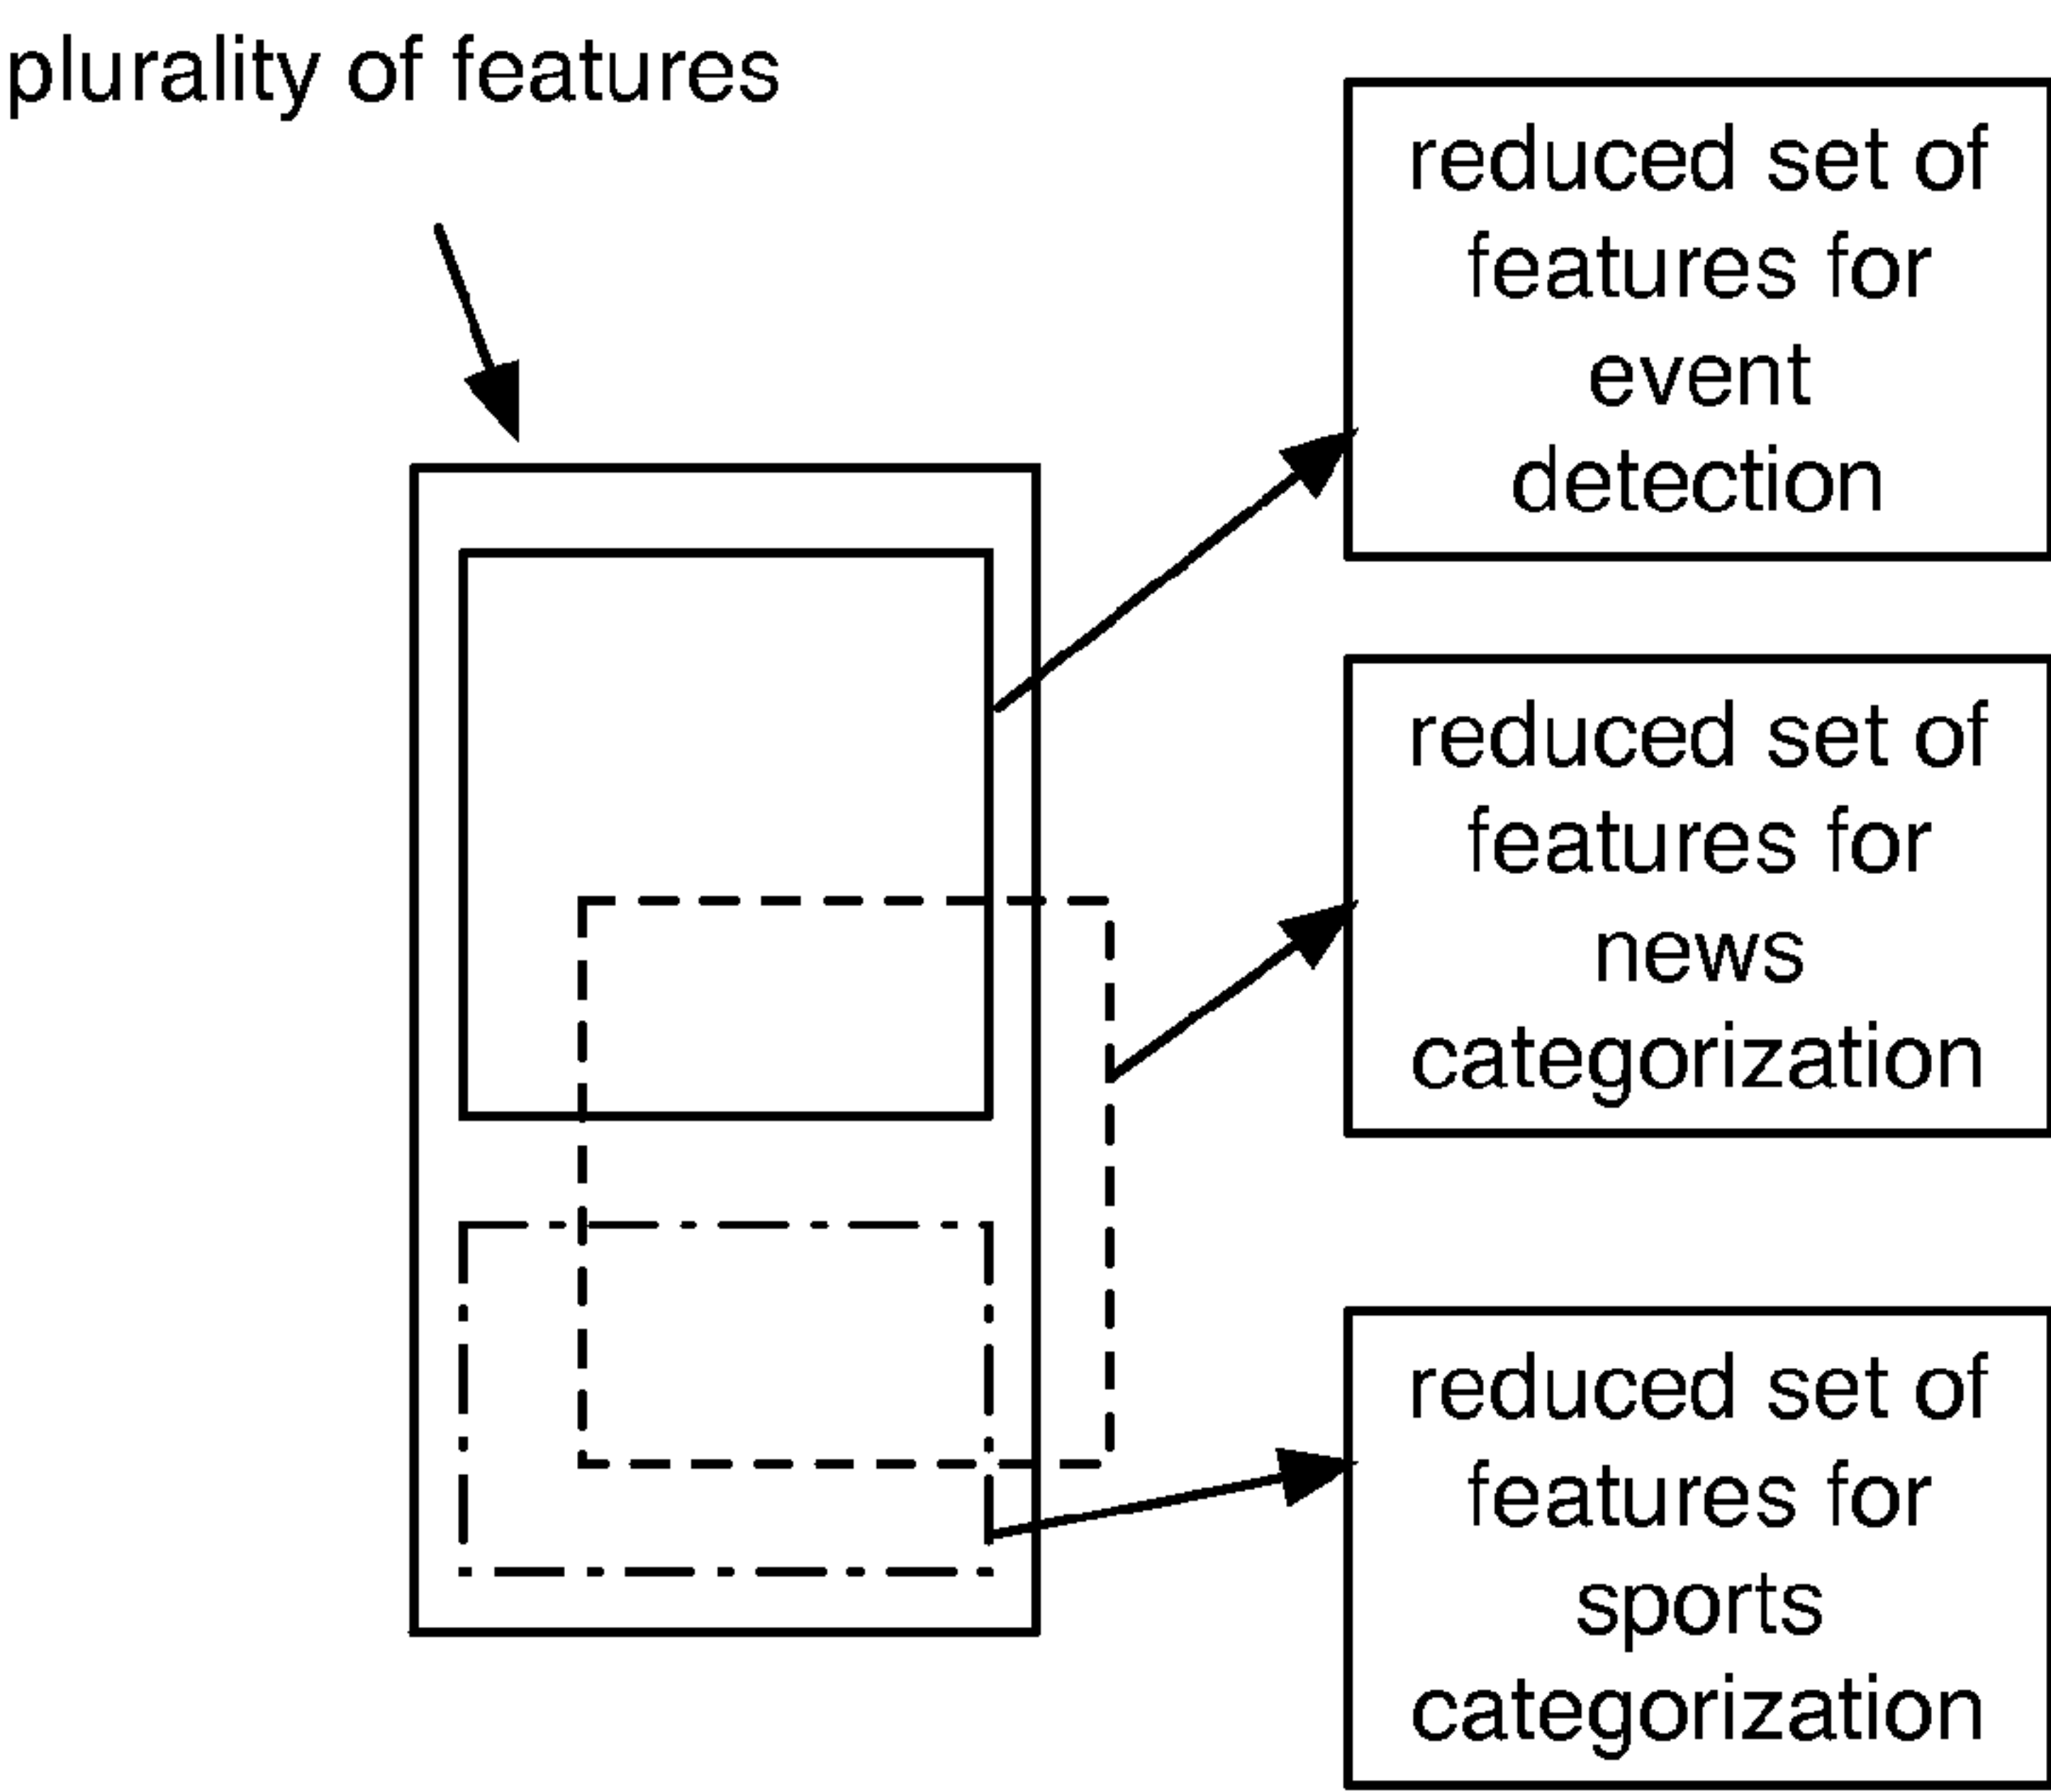 plurality of features
reduced set of
features for
event
detection
reduced set of
features for
news
categorization
reduced set of
features for
sports
categorization